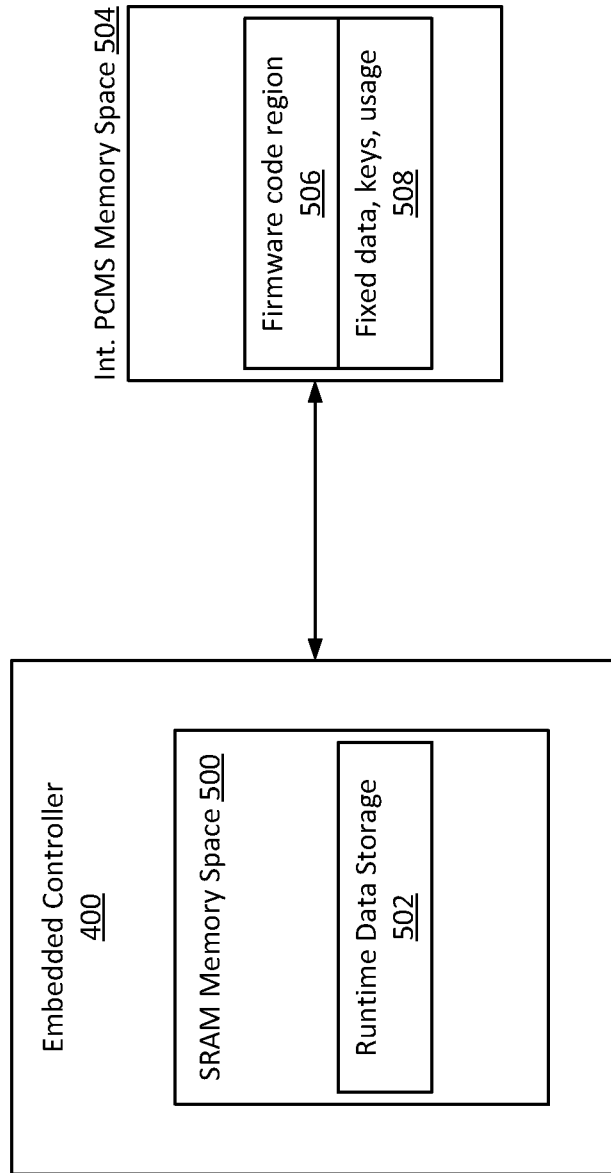 Embedded Controller
400
SRAM Memory Space 500
Runtime Data Storage
502
Int. PCMS Memory Space 504
Firmware code region
506
Fixed data, keys, usage
508